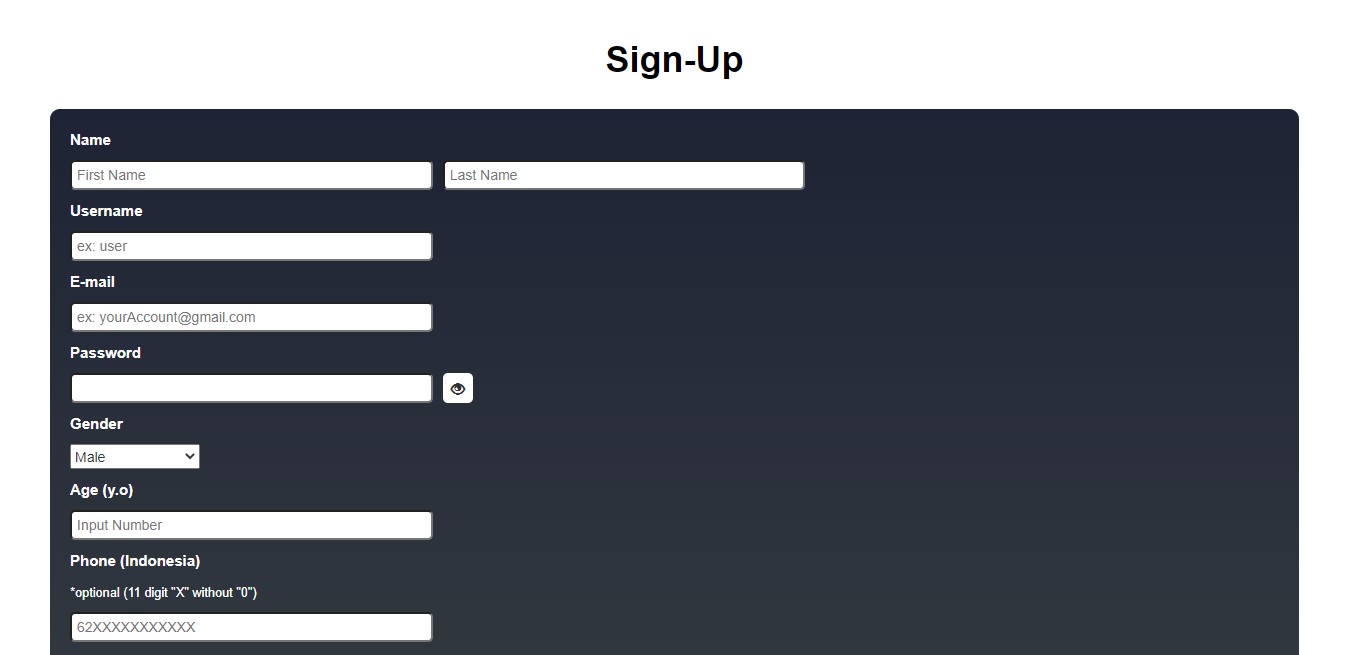 Sign-Up
Name
First Name Last Name
Username
ex: user
E-mail
ex: yourAccount@gmail.com
Password
Gender
Male
Age (y.o)
Input Number
Phone (Indonesia)
*optional (11 digit "X" without "0")
62XXXXXXXXXXX